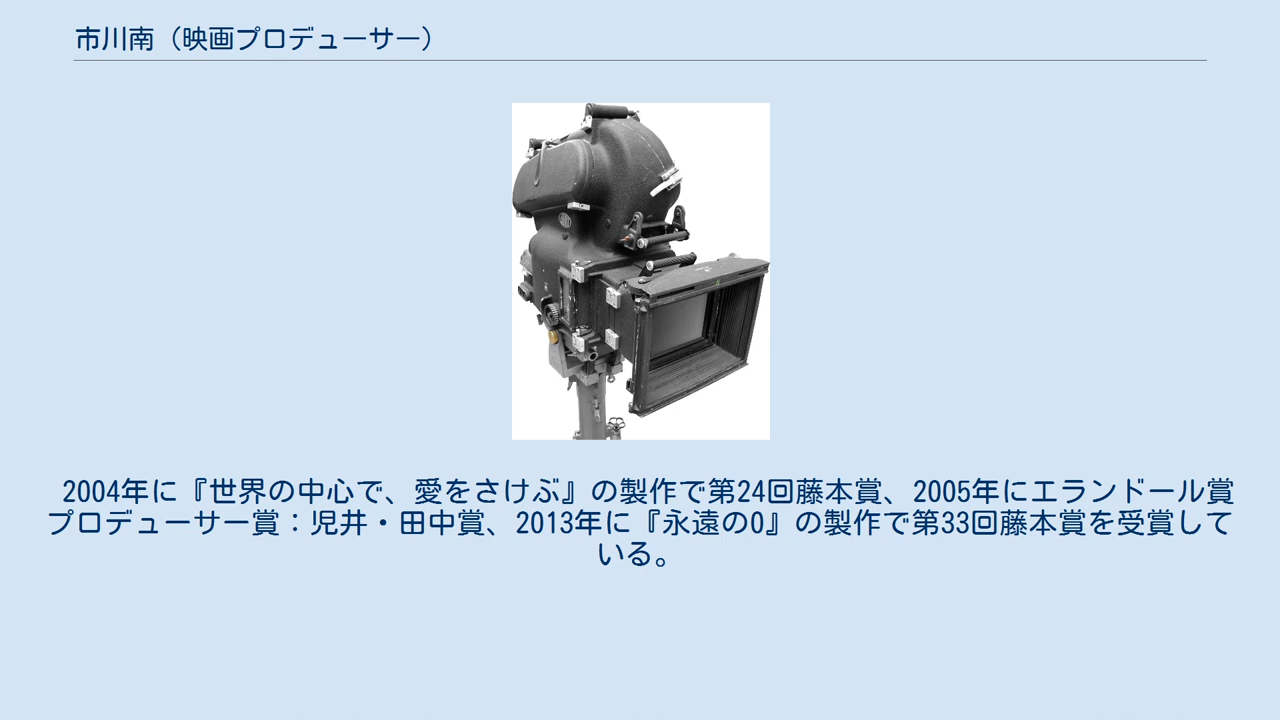 市川南（映画プロデューサー）
2004年に『世界の中心で、愛をさけぶ』の製作で第24回藤本賞、2005年にエランドール賞
プロデューサー賞：児井・田中賞、2013年に『永遠の0』の製作で第33回藤本賞を受賞して
いる。